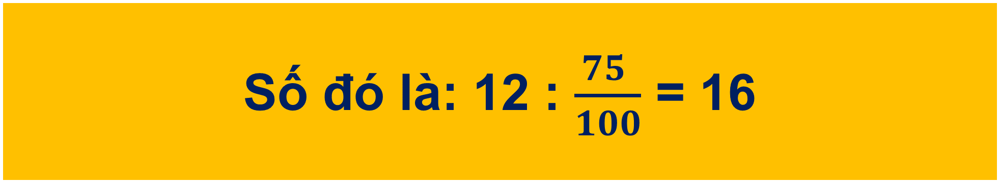 Số đó là: 12 : 75/100 = 16